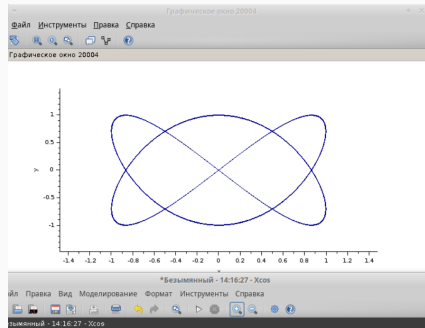 Графическое окно 20004
Файл Инструменты Правка Справка
Графическое окно 20004
1
0.5
y
0
-0.5
-1
-1.4 -1.2 -1 -0.8 -0.6 -0.4 -0.2 0 0.2 0.4 0.6 0.8 1 1.2 1.4
*Безымянный - 14:16:27 - Xcos
йл Правка Вид Моделирование Формат Инструменты Справка
зымянный - 14:16:27 - Xcos